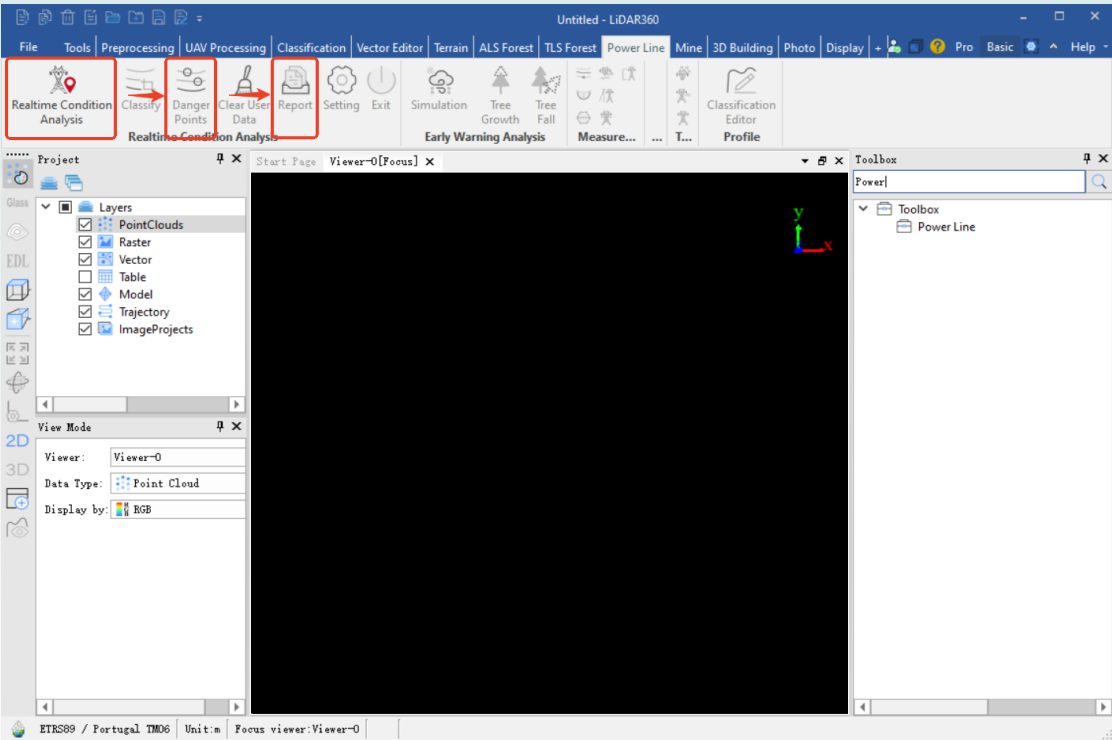 Untitled - LiDAR360
File Tools Preprocessing UAV Processing Classification Vector Editor Terrain ALS Forest TLS Forest Power Line Mine 3D Building Photo Display + Pro Basic Help
Realtime Condition Analysis
Classify
Danger Points
Clear User Data
Report
Setting
Exit
Simulation
Tree Growth
Tree Fall
Classification Editor
Realtime Condition Analysis
Early Warning Analysis
Measure...
...
T...
Profile
Project
Start Page Viewer-0[Focus]
Toolbox
Glass
EDL
2D
3D
Layers
PointClouds
Raster
Vector
Table
Model
Trajectory
ImageProjects
View Mode
Viewer: Viewer-0
Data Type: Point Cloud
Display by: RGB
y
x
Power
Toolbox
Power Line
ETRS89 / Portugal TM06 Unit:m Focus viewer:Viewer-0